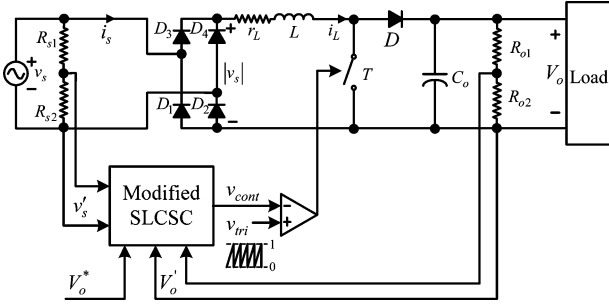 i_s
R_s1
v_s
R_s2
D_3
D_4
D_1
D_2
|v_s|
r_L
L
i_L
D
T
C_o
R_o1
R_o2
V_o
Load
Modified
SLCSC
v'_s
v_cont
v_tri
1
0
V_o^*
V_o'